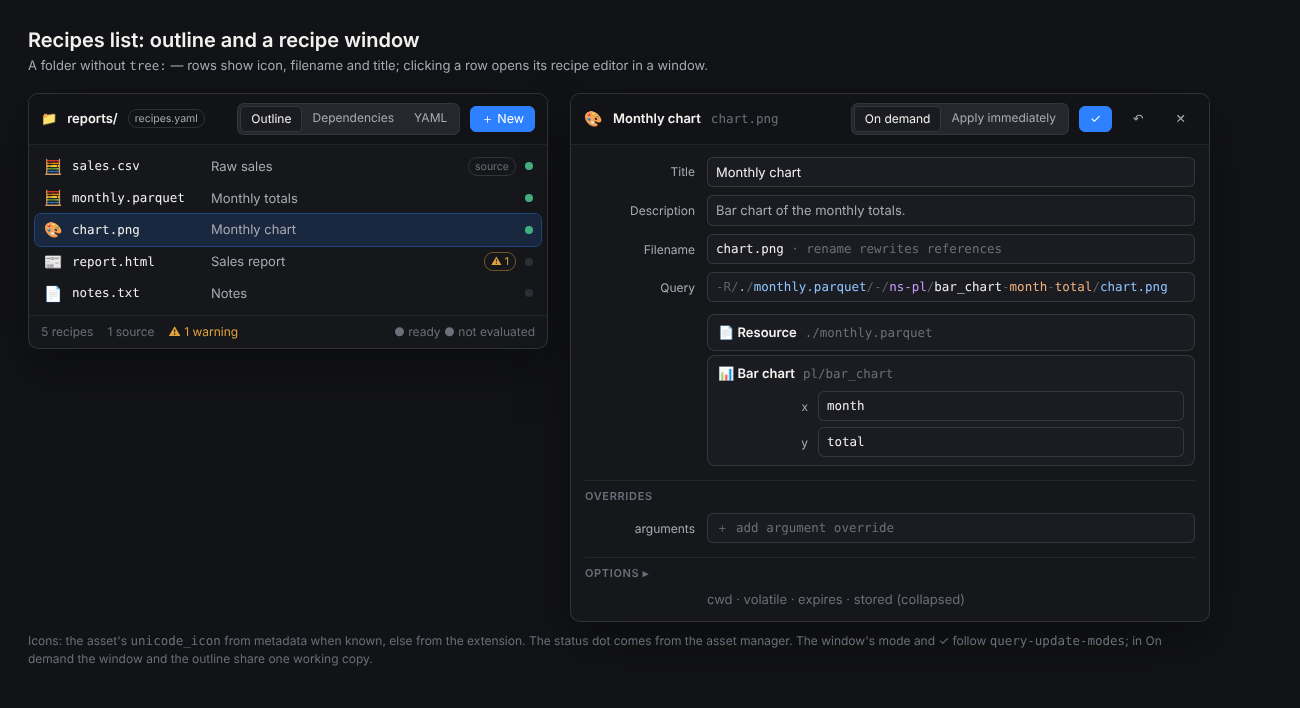 Recipes list: outline and a recipe window
A folder without tree: — rows show icon, filename and title; clicking a row opens its recipe editor in a window.
📁 reports/ recipes.yaml Outline Dependencies YAML + New
🧮 sales.csv Raw sales source
🧮 monthly.parquet Monthly totals
🎨 chart.png Monthly chart
📰 report.html Sales report ⚠ 1
📄 notes.txt Notes
5 recipes 1 source ⚠ 1 warning ● ready ● not evaluated
🎨 Monthly chart chart.png On demand Apply immediately ✓ ↶ ✕
Title Monthly chart
Description Bar chart of the monthly totals.
Filename chart.png · rename rewrites references
Query -R/./monthly.parquet/-/ns-pl/bar_chart-month-total/chart.png
📄 Resource ./monthly.parquet
📊 Bar chart pl/bar_chart
x month
y total
OVERRIDES
arguments + add argument override
OPTIONS ▸
cwd · volatile · expires · stored (collapsed)
Icons: the asset's unicode_icon from metadata when known, else from the extension. The status dot comes from the asset manager. The window's mode and ✓ follow query-update-modes; in On
demand the window and the outline share one working copy.